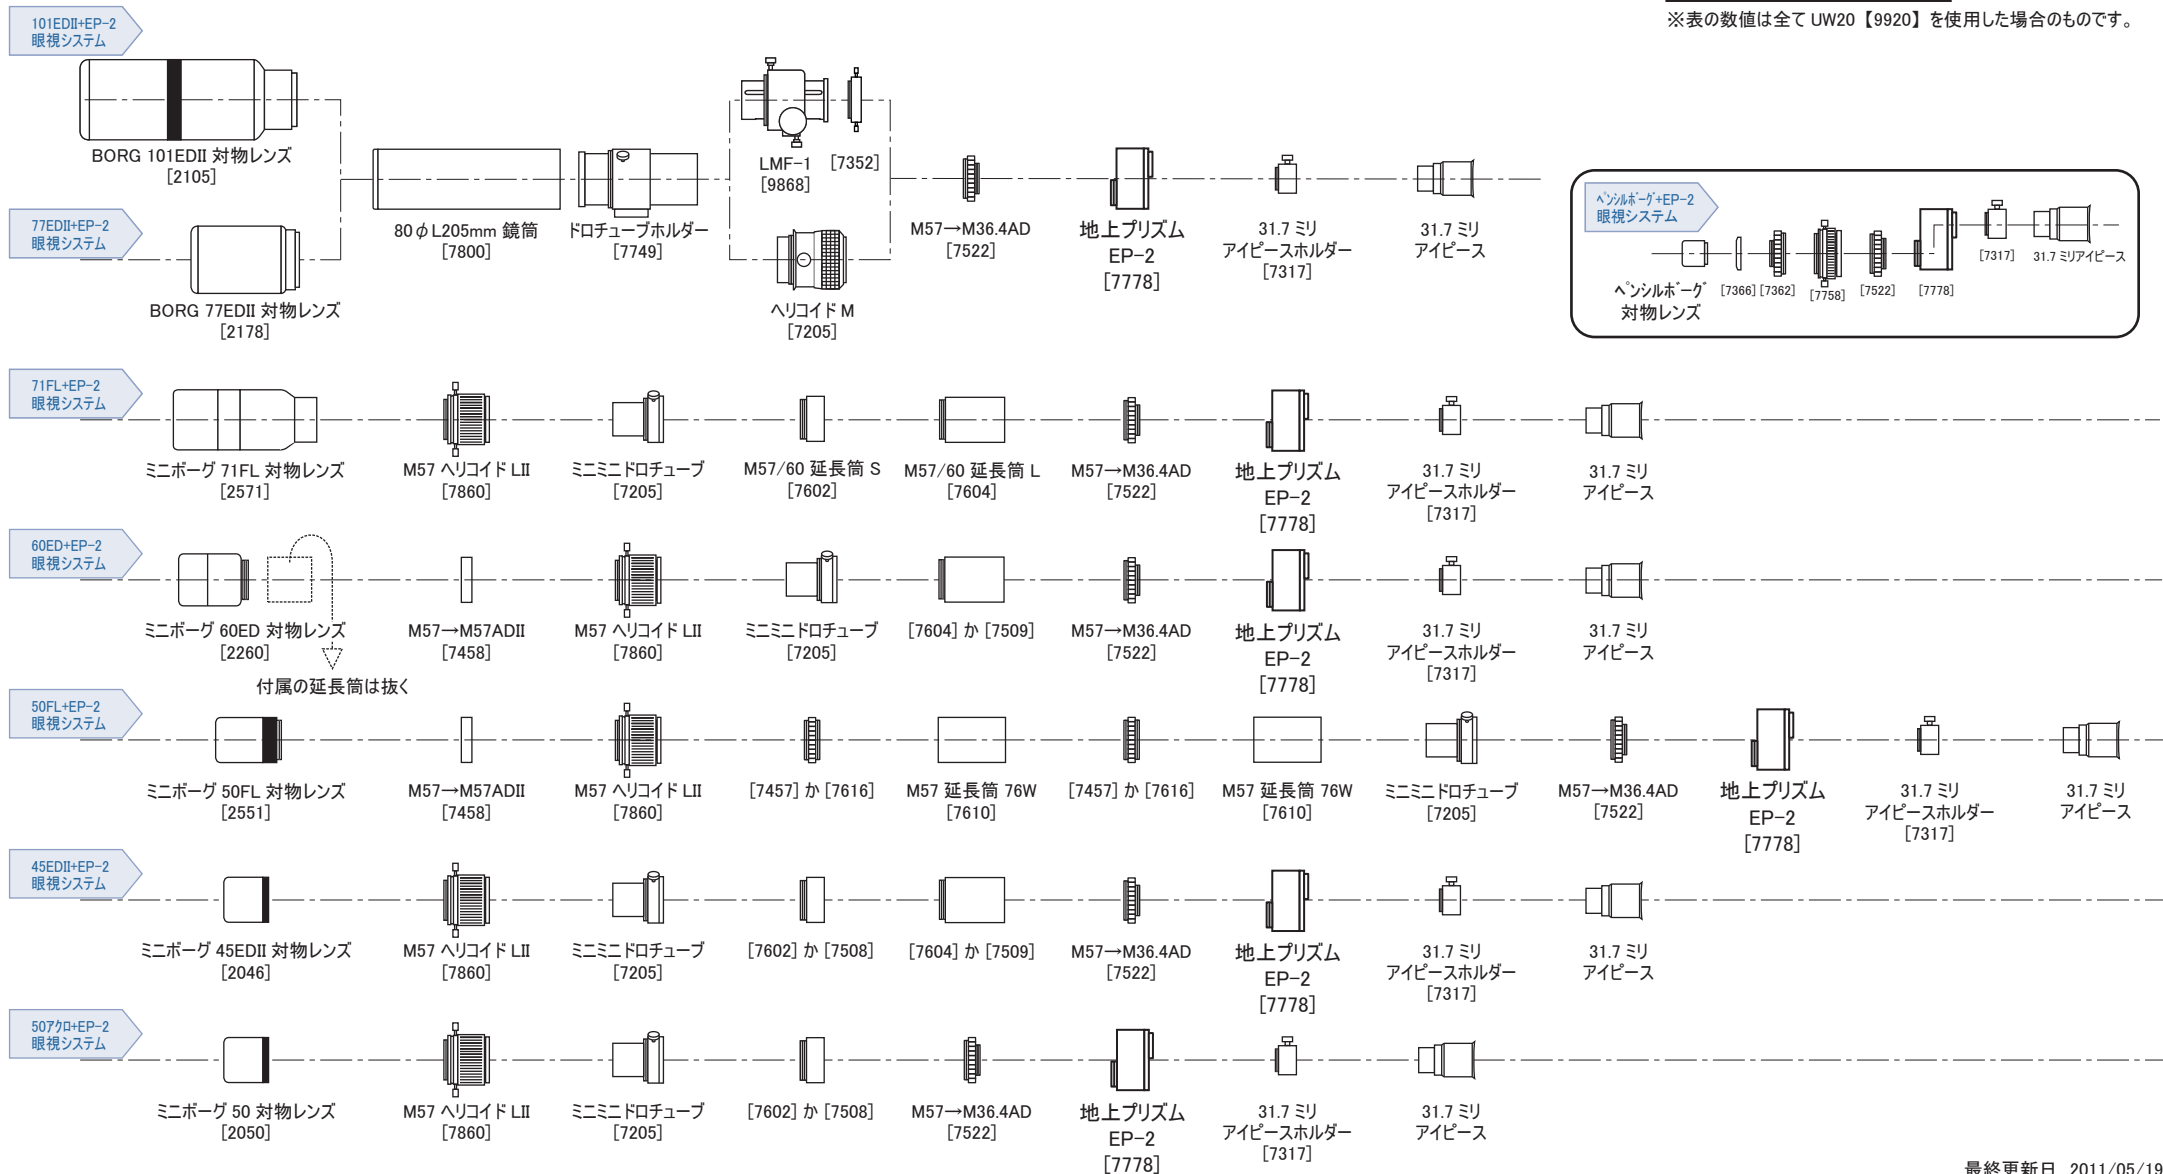 ※表の数値は全て UW20【9920】を使用した場合のものです。
101EDII+EP-2
眼視システム
BORG 101EDII 対物レンズ
[2105]
77EDII+EP-2
眼視システム
BORG 77EDII 対物レンズ
[2178]
80φL205mm 鏡筒
[7800]
ドロチューブホルダー
[7749]
LMF-1
[9868]
[7352]
ヘリコイド M
[7205]
M57→M36.4AD
[7522]
地上プリズム
EP-2
[7778]
31.7 ミリ
アイピースホルダー
[7317]
31.7 ミリ
アイピース
ペンシルボーグ+EP-2
眼視システム
ペンシルボーグ
対物レンズ
[7366]
[7362]
[7758]
[7522]
[7778]
[7317]
31.7 ミリアイピース
71FL+EP-2
眼視システム
ミニボーグ 71FL 対物レンズ
[2571]
M57 ヘリコイド LII
[7860]
ミニミニドロチューブ
[7205]
M57/60 延長筒 S
[7602]
M57/60 延長筒 L
[7604]
M57→M36.4AD
[7522]
地上プリズム
EP-2
[7778]
31.7 ミリ
アイピースホルダー
[7317]
31.7 ミリ
アイピース
60ED+EP-2
眼視システム
ミニボーグ 60ED 対物レンズ
[2260]
付属の延長筒は抜く
M57→M57ADII
[7458]
M57 ヘリコイド LII
[7860]
ミニミニドロチューブ
[7205]
[7604] か [7509]
M57→M36.4AD
[7522]
地上プリズム
EP-2
[7778]
31.7 ミリ
アイピースホルダー
[7317]
31.7 ミリ
アイピース
50FL+EP-2
眼視システム
ミニボーグ 50FL 対物レンズ
[2551]
M57→M57ADII
[7458]
M57 ヘリコイド LII
[7860]
[7457] か [7616]
M57 延長筒 76W
[7610]
[7457] か [7616]
M57 延長筒 76W
[7610]
ミニミニドロチューブ
[7205]
M57→M36.4AD
[7522]
地上プリズム
EP-2
[7778]
31.7 ミリ
アイピースホルダー
[7317]
31.7 ミリ
アイピース
45EDII+EP-2
眼視システム
ミニボーグ 45EDII 対物レンズ
[2046]
M57 ヘリコイド LII
[7860]
ミニミニドロチューブ
[7205]
[7602] か [7508]
[7604] か [7509]
M57→M36.4AD
[7522]
地上プリズム
EP-2
[7778]
31.7 ミリ
アイピースホルダー
[7317]
31.7 ミリ
アイピース
50アクロ+EP-2
眼視システム
ミニボーグ 50 対物レンズ
[2050]
M57 ヘリコイド LII
[7860]
ミニミニドロチューブ
[7205]
[7602] か [7508]
M57→M36.4AD
[7522]
地上プリズム
EP-2
[7778]
31.7 ミリ
アイピースホルダー
[7317]
31.7 ミリ
アイピース
最終更新日 2011/05/19